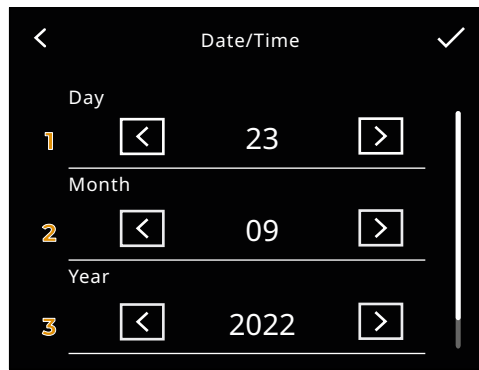 Date/Time
Day
1 < 23 >
Month
2 < 09 >
Year
3 < 2022 >